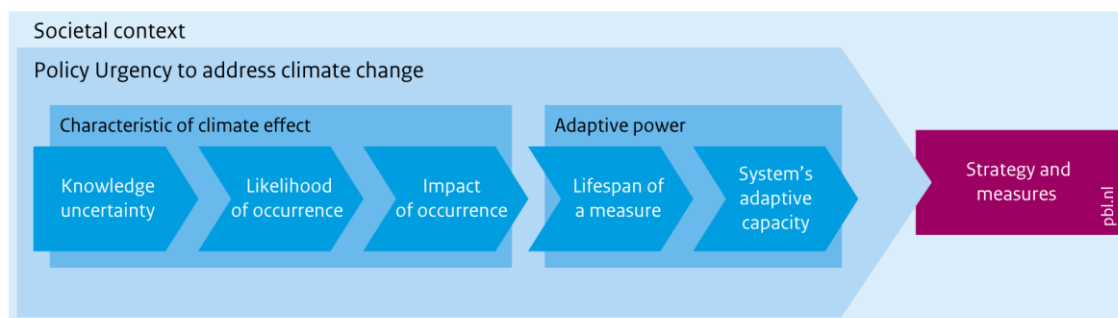 Societal context
Policy Urgency to address climate change
Characteristic of climate effect
Knowledge
uncertainty
Likelihood
of occurrence
Impact
of occurrence
Adaptive power
Lifespan of
a measure
System’s
adaptive
capacity
Strategy and
measures
pbl.nl